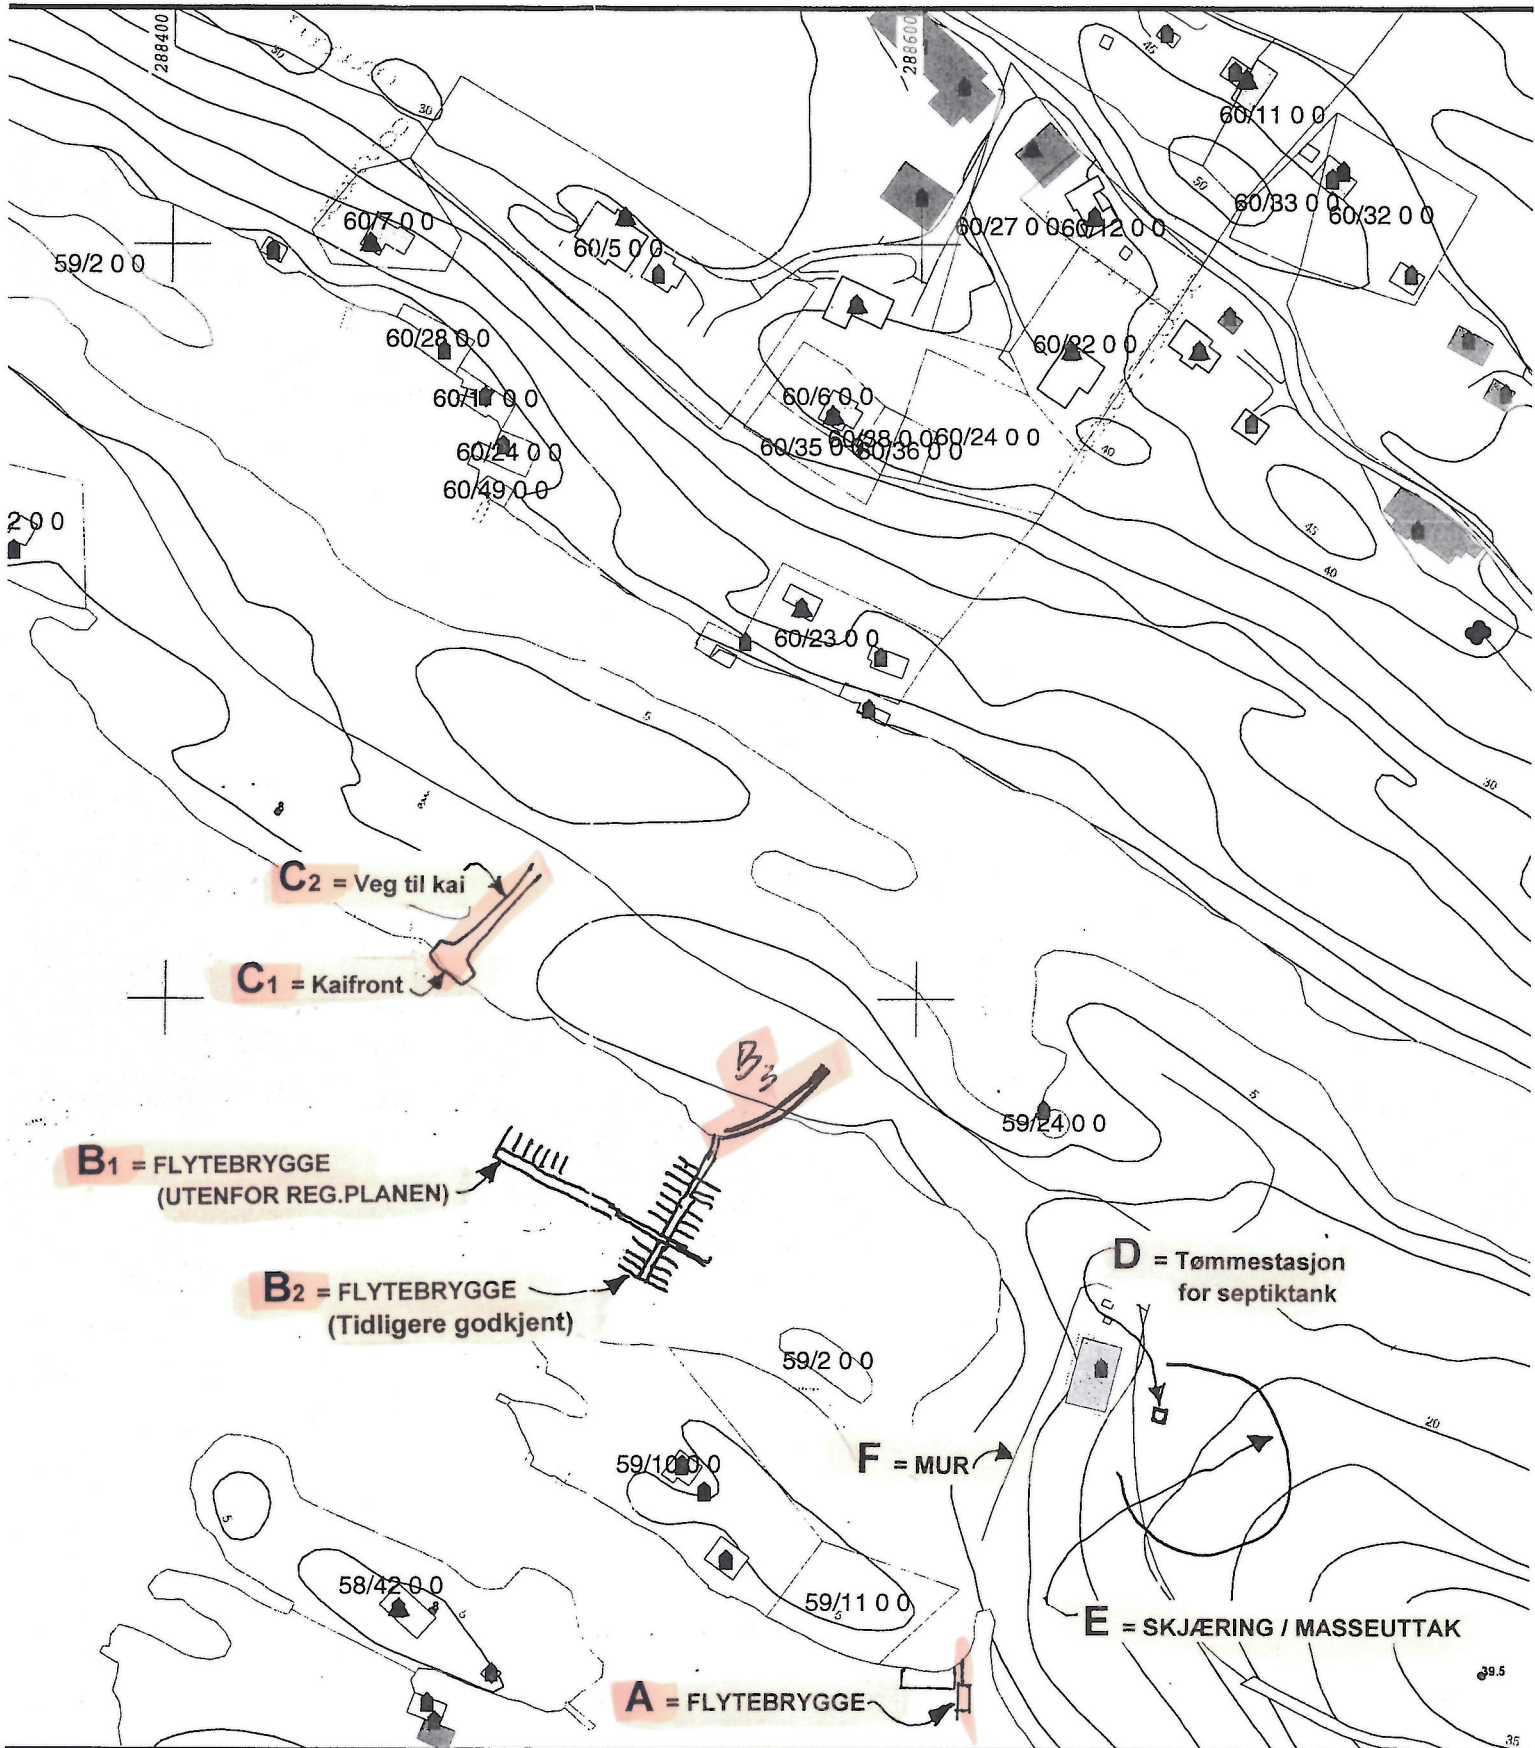 288400
288600
30
30
45
60/11 0 0
50
60/33 0 0
60/32 0 0
60/7 0 0
60/5 0 0
60/27 0 0
60/12 0 0
59/2 0 0
60/28 0 0
60/22 0 0
60/6 0 0
60/24 0 0
60/38 0 0
60/35 0 0
60/36 0 0
60/24 0 0
60/49 0 0
40
45
2 0 0
40
60/23 0 0
5
30
C2 = Veg til kai
C1 = Kaifront
B3
5
59/24 0 0
B1 = FLYTEBRYGGE
(UTENFOR REG.PLANEN)
D = Tømmestasjon
for septiktank
B2 = FLYTEBRYGGE
(Tidligere godkjent)
59/2 0 0
20
59/10 0 0
F = MUR
5
58/42 0 0
59/11 0 0
5
E = SKJÆRING / MASSEUTTAK
39.5
A = FLYTEBRYGGE
35